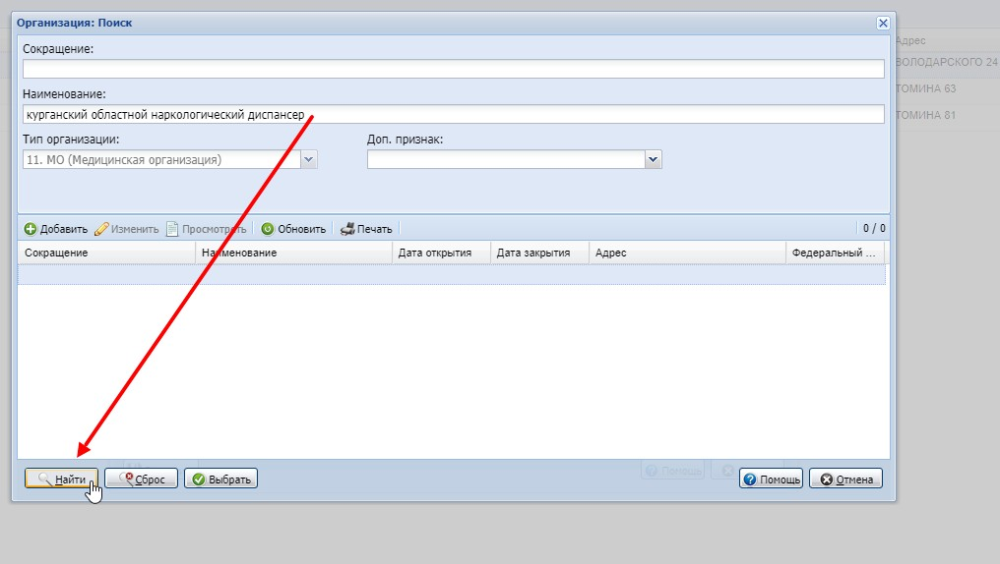 Организация: Поиск
Сокращение:
Адрес
ВОЛОДАРСКОГО 24
Наименование:
ТОМИНА 63
курганский областной наркологический диспансер
ТОМИНА 81
Тип организации: Доп. признак:
11. МО (Медицинская организация)
Добавить Изменить Просмотреть Обновить Печать 0 / 0
Сокращение Наименование Дата открытия Дата закрытия Адрес Федеральный ...
Помощь
Найти Сброс Выбрать Помощь Отмена